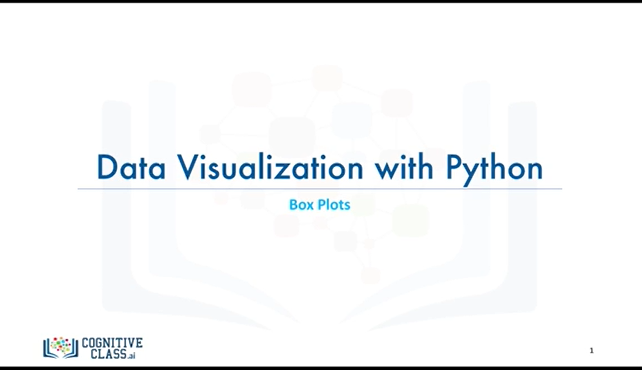 Data Visualization with Python
Box Plots
COGNITIVE
CLASS.ai
1